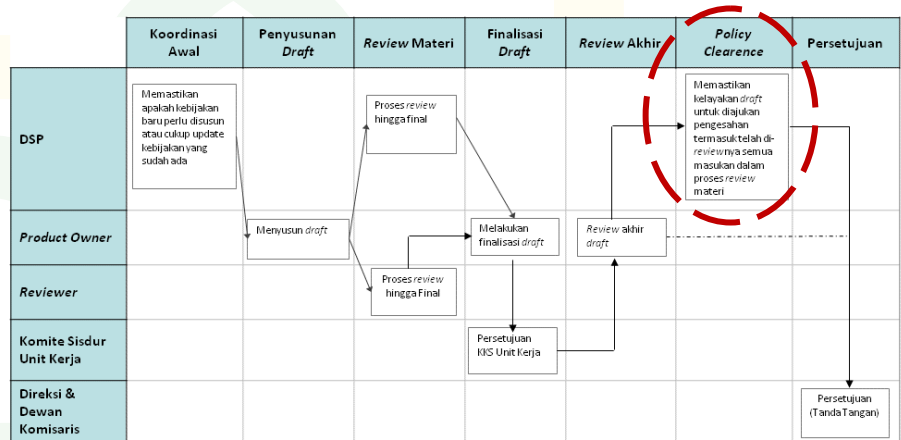 Koordinasi
Awal
Penyusunan
Draft
Review Materi
Finalisasi
Draft
Review Akhir
Policy
Clearence
Persetujuan
DSP
Memastikan
apakah kebijakan
baru perlu disusun
atau cukup update
kebijakan yang
sudah ada
Proses review
hingga final
Memastikan
kelayakan draft
untuk diajukan
pengesahan
termasuk telah di-
reviewnya semua
masukan dalam
proses review
materi
Product Owner
Menyusun draft
Melakukan
finalisasi draft
Review akhir
draft
Reviewer
Proses review
hingga Final
Komite Sisdur
Unit Kerja
Persetujuan
KKS Unit Kerja
Direksi &
Dewan
Komisaris
Persetujuan
(Tanda Tangan)